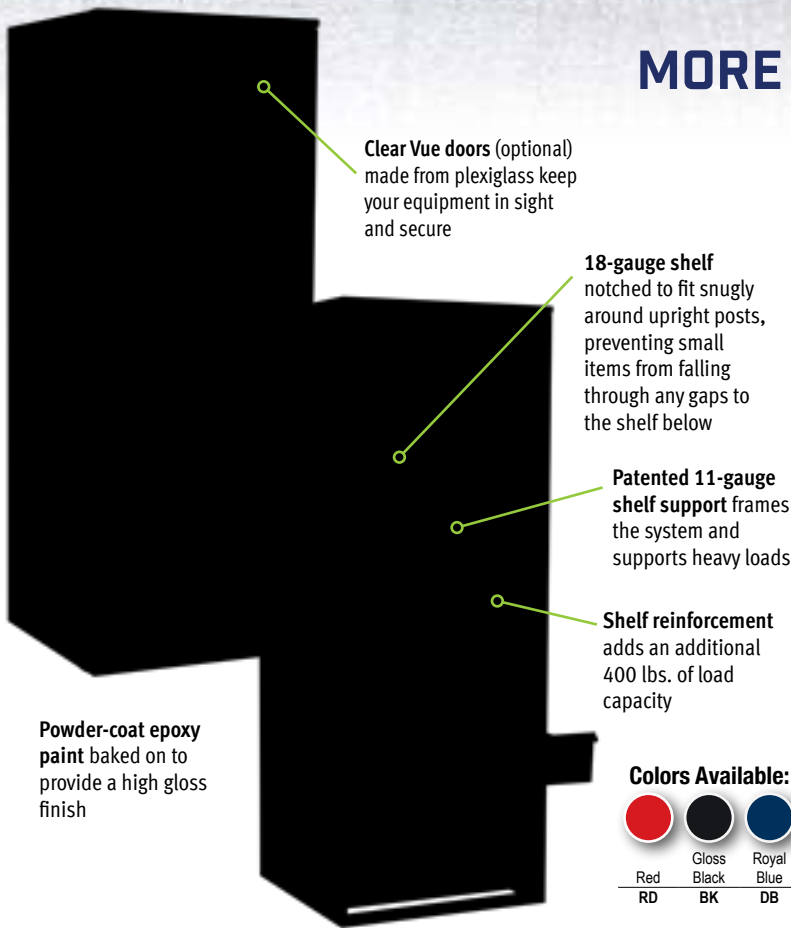 MORE
Clear Vue doors (optional)
made from plexiglass keep
your equipment in sight
and secure
18-gauge shelf
notched to fit snugly
around upright posts,
preventing small
items from falling
through any gaps to
the shelf below
Patented 11-gauge
shelf support frames
the system and
supports heavy loads
Shelf reinforcement
adds an additional
400 lbs. of load
capacity
Powder-coat epoxy
paint baked on to
provide a high gloss
finish
Colors Available:
Red Gloss Black Royal Blue
RD BK DB